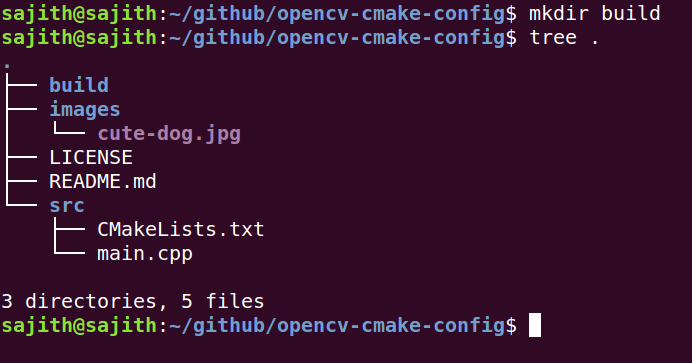 sajith@sajith:~/github/opencv-cmake-config$ mkdir build
sajith@sajith:~/github/opencv-cmake-config$ tree .
.
├── build
├── images
│   └── cute-dog.jpg
├── LICENSE
├── README.md
└── src
    ├── CMakeLists.txt
    └── main.cpp
3 directories, 5 files
sajith@sajith:~/github/opencv-cmake-config$